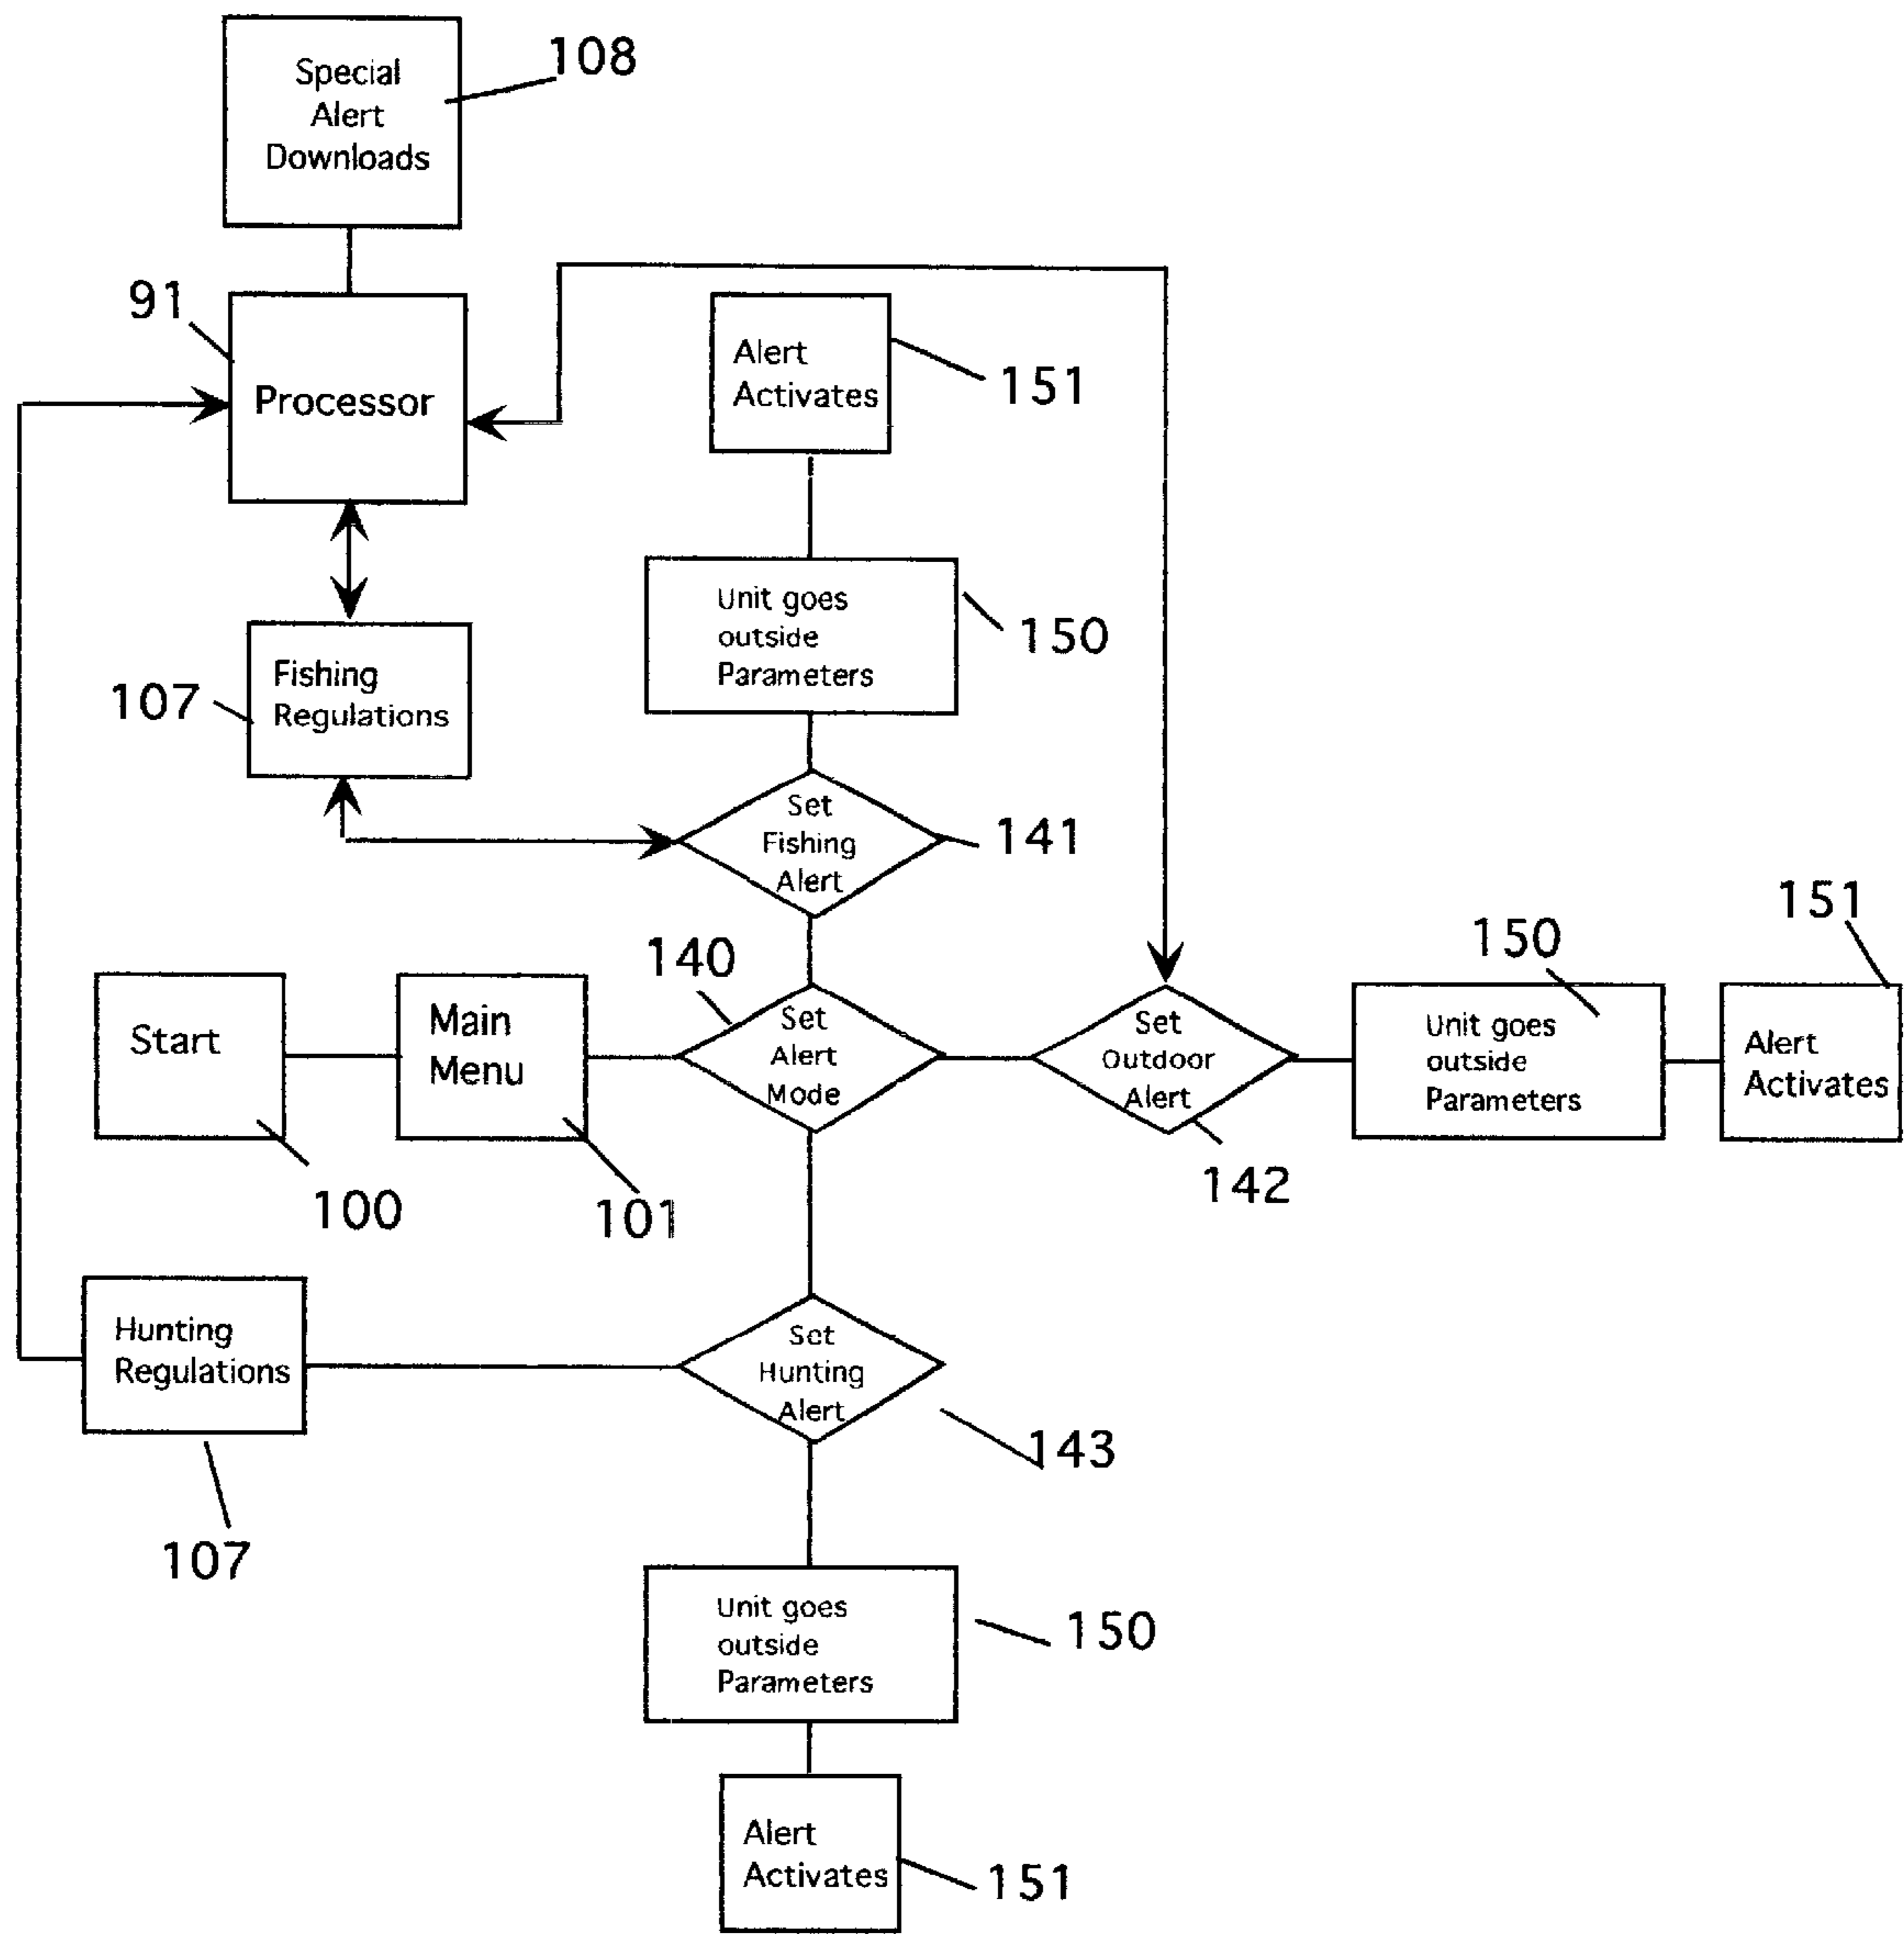 Special
Alert
Downloads
108
91
Processor
Alert
Activates
151
Unit goes
outside
Parameters
150
Fishing
Regulations
107
Set
Fishing
Alert
141
140
Start
100
Main
Menu
101
Set
Alert
Mode
Set
Outdoor
Alert
142
150
Unit goes
outside
Parameters
151
Alert
Activates
Hunting
Regulations
107
Set
Hunting
Alert
143
Unit goes
outside
Parameters
150
Alert
Activates
151